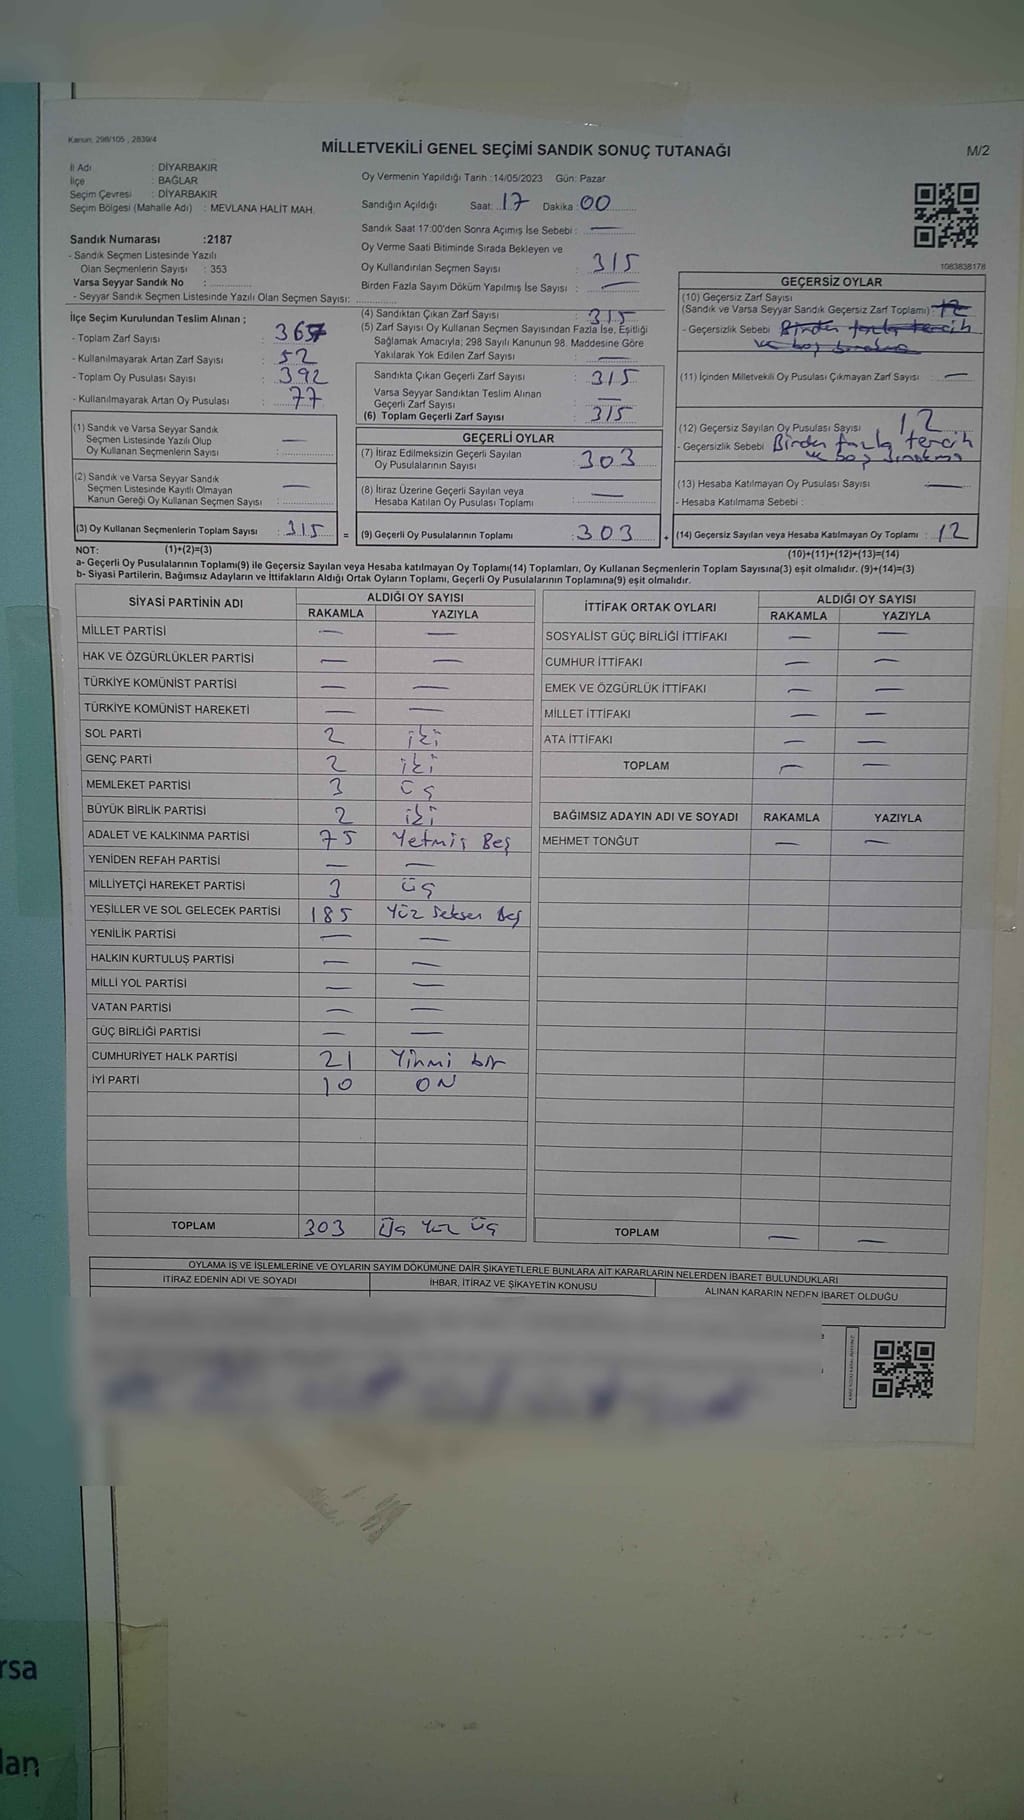 Kanun: 298/105 , 2839/4
MİLLETVEKİLİ GENEL SEÇİMİ SANDIK SONUÇ TUTANAĞI
M/2
İl Adı : DİYARBAKIR
İlçe : BAĞLAR
Seçim Çevresi : DİYARBAKIR
Seçim Bölgesi (Mahalle Adı) : MEVLANA HALİT MAH.
Sandık Numarası :2187
- Sandık Seçmen Listesinde Yazılı
Olan Seçmenlerin Sayısı : 353
Varsa Seyyar Sandık No :
- Seyyar Sandık Seçmen Listesinde Yazılı Olan Seçmen Sayısı:
İlçe Seçim Kurulundan Teslim Alınan ;
- Toplam Zarf Sayısı : 367
- Kullanılmayarak Artan Zarf Sayısı : 52
- Toplam Oy Pusulası Sayısı : 392
- Kullanılmayarak Artan Oy Pusulası : 77
(1) Sandık ve Varsa Seyyar Sandık
Seçmen Listesinde Yazılı Olup
Oy Kullanan Seçmenlerin Sayısı : —
(2) Sandık ve Varsa Seyyar Sandık
Seçmen Listesinde Kayıtlı Olmayan
Kanun Gereği Oy Kullanan Seçmen Sayısı : —
(3) Oy Kullanan Seçmenlerin Toplam Sayısı : 315 =
Oy Vermenin Yapıldığı Tarih :14/05/2023 Gün: Pazar
Sandığın Açıldığı Saat: 17 Dakika 00
Sandık Saat 17:00'den Sonra Açımış İse Sebebi : —
Oy Verme Saati Bitiminde Sırada Bekleyen ve
Oy Kullandırılan Seçmen Sayısı : 315
Birden Fazla Sayım Döküm Yapılmış İse Sayısı : —
(4) Sandıktan Çıkan Zarf Sayısı : 315
(5) Zarf Sayısı Oy Kullanan Seçmen Sayısından Fazla İse, Eşitliği
Sağlamak Amacıyla; 298 Sayılı Kanunun 98. Maddesine Göre
Yakılarak Yok Edilen Zarf Sayısı : —
Sandıkta Çıkan Geçerli Zarf Sayısı : 315
Varsa Seyyar Sandıktan Teslim Alınan
Geçerli Zarf Sayısı : —
(6) Toplam Geçerli Zarf Sayısı : 315
GEÇERLİ OYLAR
(7) İtiraz Edilmeksizin Geçerli Sayılan
Oy Pusulalarının Sayısı : 303
(8) İtiraz Üzerine Geçerli Sayılan veya
Hesaba Katılan Oy Pusulası Toplamı : —
(9) Geçerli Oy Pusulalarının Toplamı : 303 +
1083838178
GEÇERSİZ OYLAR
(10) Geçersiz Zarf Sayısı
(Sandık ve Varsa Seyyar Sandık Geçersiz Zarf Toplamı) : 12
- Geçersizlik Sebebi : Birden fazla tercih
ve boş bırakma
(11) İçinden Milletvekili Oy Pusulası Çıkmayan Zarf Sayısı : —
(12) Geçersiz Sayılan Oy Pusulası Sayısı : 12
- Geçersizlik Sebebi Birden fazla tercih
ve boş bırakma
(13) Hesaba Katılmayan Oy Pusulası Sayısı : —
- Hesaba Katılmama Sebebi :
(14) Geçersiz Sayılan veya Hesaba Katılmayan Oy Toplamı : 12
NOT: (1)+(2)=(3)
(10)+(11)+(12)+(13)=(14)
a- Geçerli Oy Pusulalarının Toplamı(9) ile Geçersiz Sayılan veya Hesaba katılmayan Oy Toplamı(14) Toplamları, Oy Kullanan Seçmenlerin Toplam Sayısına(3) eşit olmalıdır. (9)+(14)=(3)
b- Siyasi Partilerin, Bağımsız Adayların ve İttifakların Aldığı Ortak Oyların Toplamı, Geçerli Oy Pusulalarının Toplamına(9) eşit olmalıdır.
SİYASİ PARTİNİN ADI ALDIĞI OY SAYISI
RAKAMLA YAZIYLA
MİLLET PARTİSİ — —
HAK VE ÖZGÜRLÜKLER PARTİSİ — —
TÜRKİYE KOMÜNİST PARTİSİ — —
TÜRKİYE KOMÜNİST HAREKETİ — —
SOL PARTİ 2 iki
GENÇ PARTİ 2 iki
MEMLEKET PARTİSİ 3 üç
BÜYÜK BİRLİK PARTİSİ 2 iki
ADALET VE KALKINMA PARTİSİ 75 Yetmiş Beş
YENİDEN REFAH PARTİSİ — —
MİLLİYETÇİ HAREKET PARTİSİ 3 üç
YEŞİLLER VE SOL GELECEK PARTİSİ 185 Yüz Seksen Beş
YENİLİK PARTİSİ — —
HALKIN KURTULUŞ PARTİSİ — —
MİLLİ YOL PARTİSİ — —
VATAN PARTİSİ — —
GÜÇ BİRLİĞİ PARTİSİ — —
CUMHURİYET HALK PARTİSİ 21 Yirmi bir
İYİ PARTİ 10 ON
TOPLAM 303 Üç Yüz Üç
İTTİFAK ORTAK OYLARI ALDIĞI OY SAYISI
RAKAMLA YAZIYLA
SOSYALİST GÜÇ BİRLİĞİ İTTİFAKI — —
CUMHUR İTTİFAKI — —
EMEK VE ÖZGÜRLÜK İTTİFAKI — —
MİLLET İTTİFAKI — —
ATA İTTİFAKI — —
TOPLAM — —
BAĞIMSIZ ADAYIN ADI VE SOYADI RAKAMLA YAZIYLA
MEHMET TONĞUT — —
TOPLAM — —
OYLAMA İŞ VE İŞLEMLERİNE VE OYLARIN SAYIM DÖKÜMÜNE DAİR ŞİKAYETLERLE BUNLARA AİT KARARLARIN NELERDEN İBARET BULUNDUKLARI
İTİRAZ EDENİN ADI VE SOYADI İHBAR, İTİRAZ VE ŞİKAYETİN KONUSU ALINAN KARARIN NEDEN İBARET OLDUĞU
rsa
lan